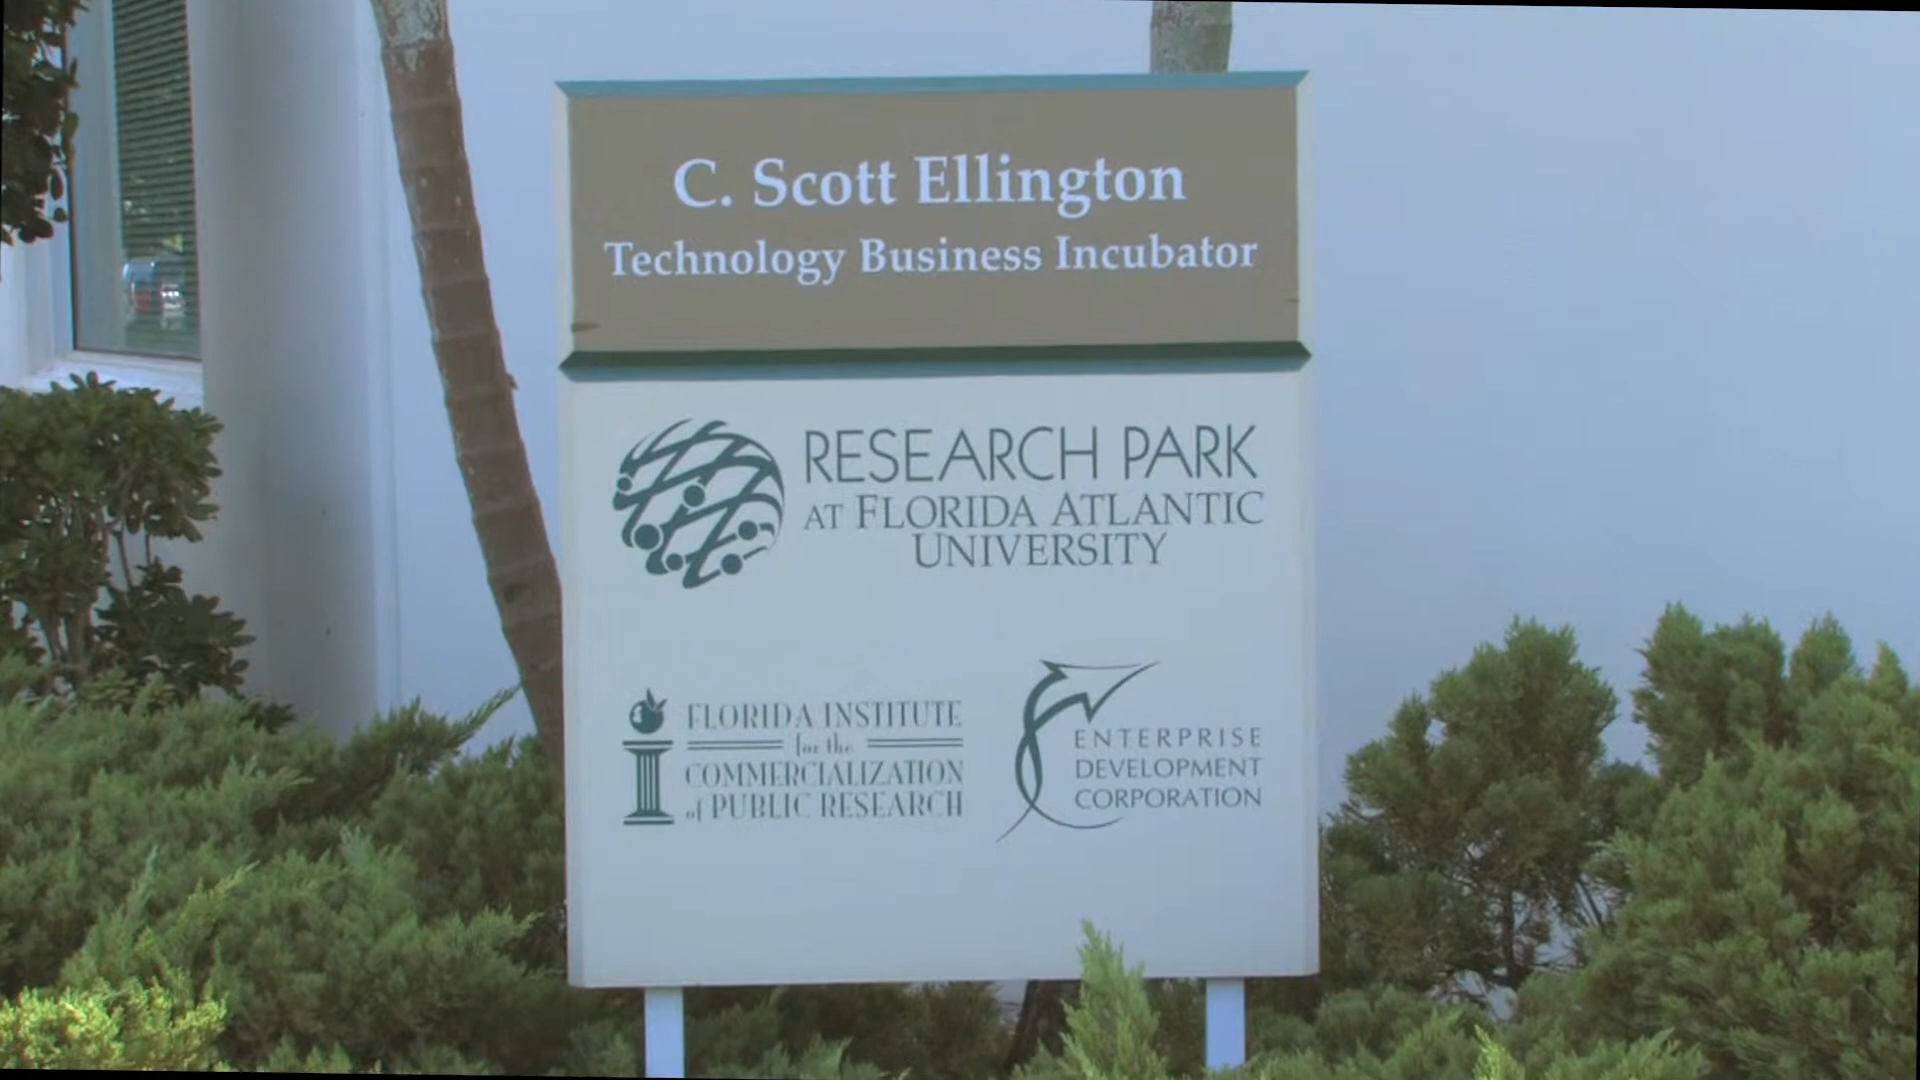 C. Scott Ellington
Technology Business Incubator
RESEARCH PARK
AT FLORIDA ATLANTIC
UNIVERSITY
FLORIDA INSTITUTE
for the
COMMERCIALIZATION
of PUBLIC RESEARCH
ENTERPRISE
DEVELOPMENT
CORPORATION